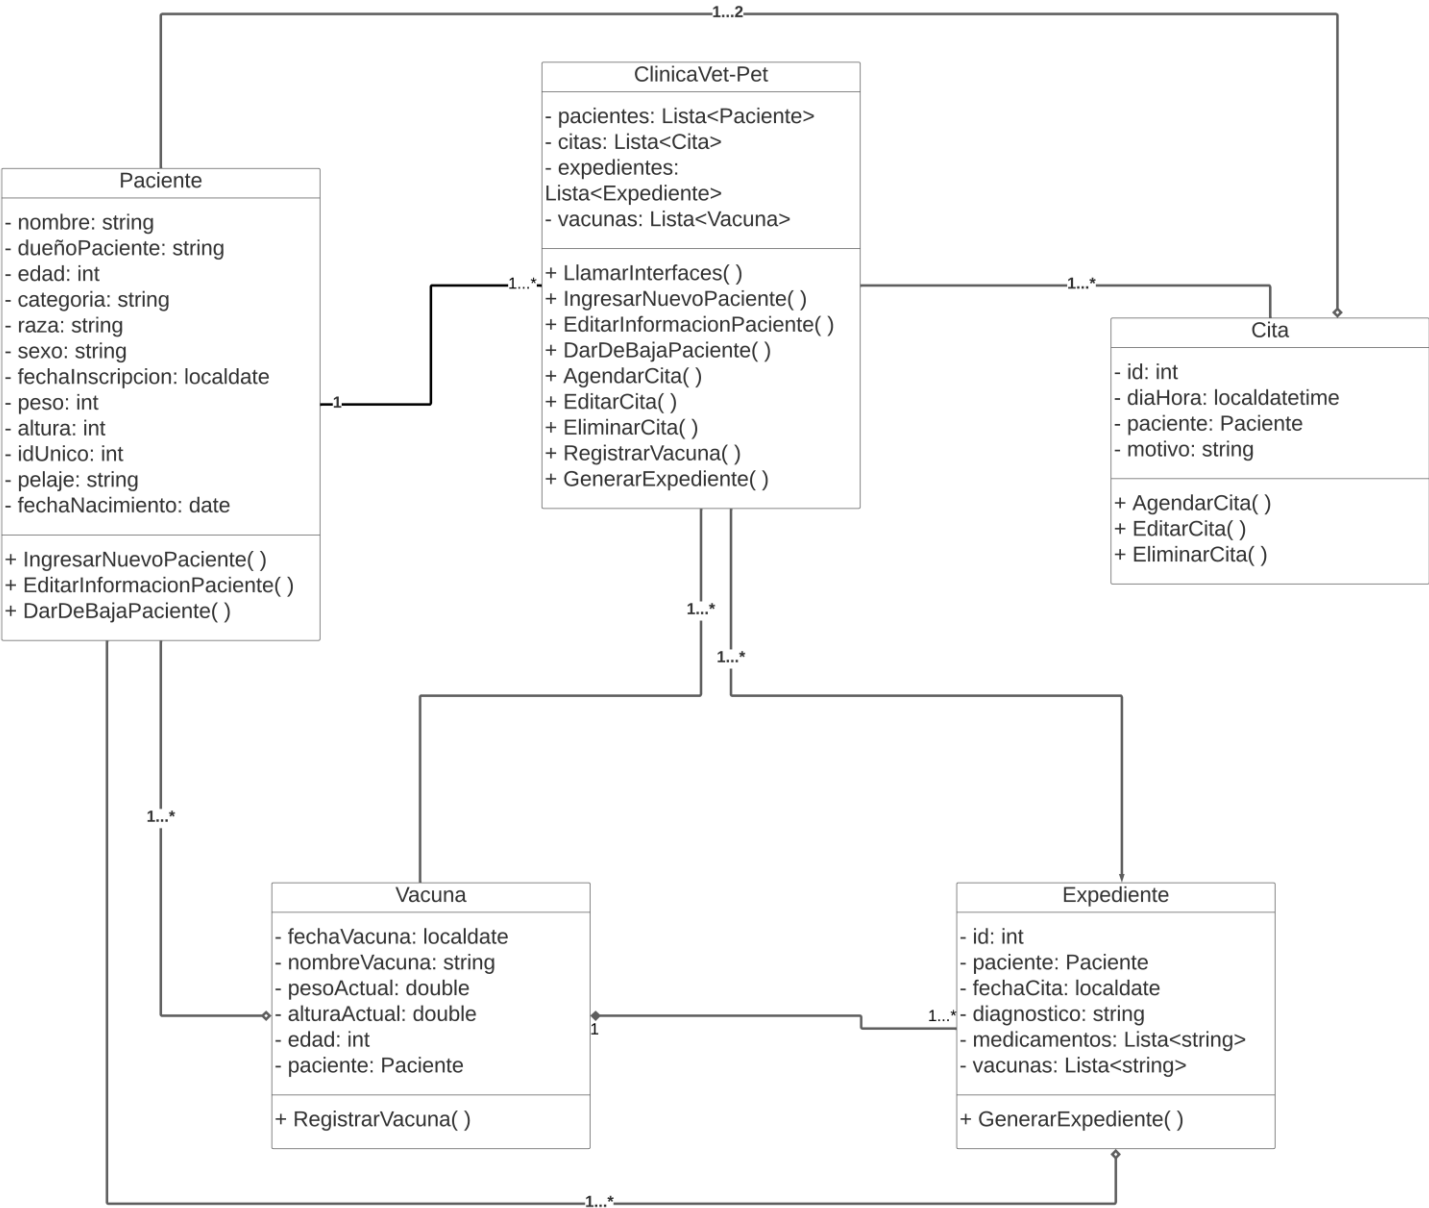 1...2
ClinicaVet-Pet
- pacientes: Lista<Paciente>
- citas: Lista<Cita>
- expedientes:
Lista<Expediente>
- vacunas: Lista<Vacuna>
+ LlamarInterfaces( )
+ IngresarNuevoPaciente( )
+ EditarInformacionPaciente( )
+ DarDeBajaPaciente( )
+ AgendarCita( )
+ EditarCita( )
+ EliminarCita( )
+ RegistrarVacuna( )
+ GenerarExpediente( )
Paciente
- nombre: string
- dueñoPaciente: string
- edad: int
- categoria: string
- raza: string
- sexo: string
- fechaInscripcion: localdate
- peso: int
- altura: int
- idUnico: int
- pelaje: string
- fechaNacimiento: date
+ IngresarNuevoPaciente( )
+ EditarInformacionPaciente( )
+ DarDeBajaPaciente( )
1...*
1
1...*
Cita
- id: int
- diaHora: localdatetime
- paciente: Paciente
- motivo: string
+ AgendarCita( )
+ EditarCita( )
+ EliminarCita( )
1...*
1...*
1...*
Vacuna
- fechaVacuna: localdate
- nombreVacuna: string
- pesoActual: double
- alturaActual: double
- edad: int
- paciente: Paciente
+ RegistrarVacuna( )
1
1...*
Expediente
- id: int
- paciente: Paciente
- fechaCita: localdate
- diagnostico: string
- medicamentos: Lista<string>
- vacunas: Lista<string>
+ GenerarExpediente( )
1...*